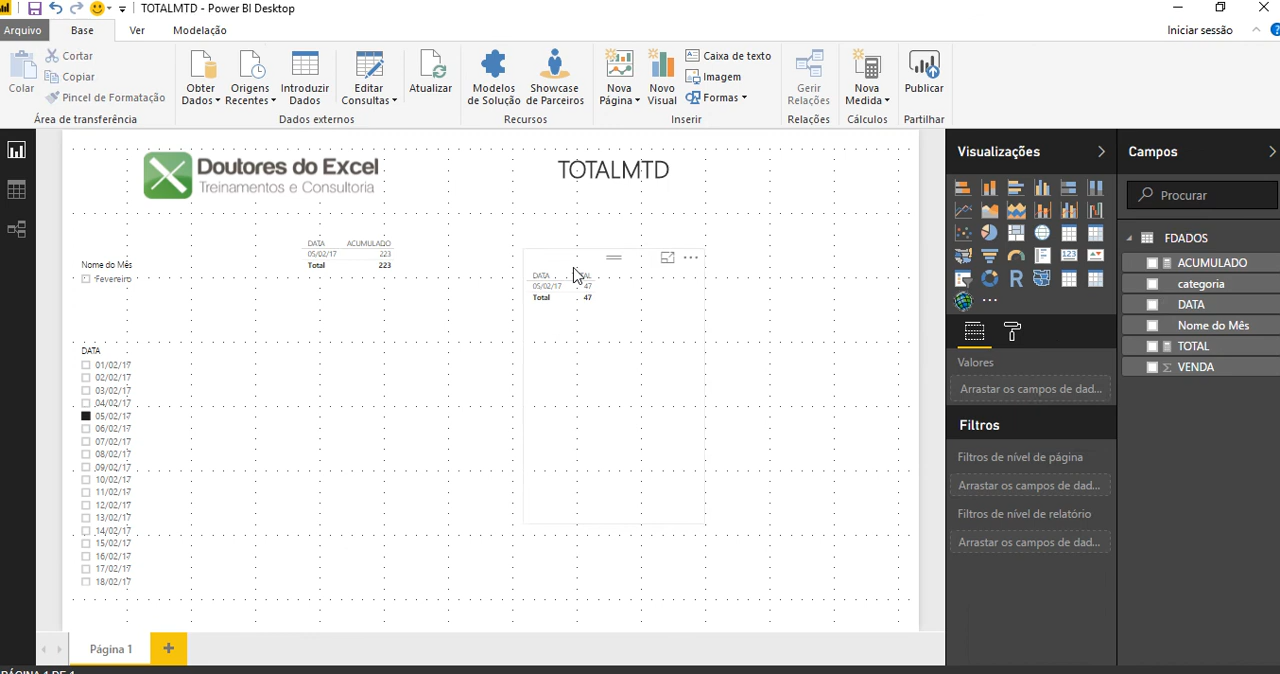 TOTALMTD - Power BI Desktop
Arquivo
Base
Ver
Modelação
Iniciar sessão
Colar
Cortar
Copiar
Pincel de Formatação
Área de transferência
Obter Dados
Origens Recentes
Introduzir Dados
Editar Consultas
Atualizar
Dados externos
Modelos de Solução
Showcase de Parceiros
Recursos
Nova Página
Novo Visual
Caixa de texto
Imagem
Formas
Inserir
Gerir Relações
Relações
Nova Medida
Cálculos
Publicar
Partilhar
Doutores do Excel
Treinamentos e Consultoria
TOTALMTD
DATA ACUMULADO
05/02/17 223
Total 223
Nome do Mês
Fevereiro
DATA
05/02/17 47
Total 47
DATA
01/02/17
02/02/17
03/02/17
04/02/17
05/02/17
06/02/17
07/02/17
08/02/17
09/02/17
10/02/17
11/02/17
12/02/17
13/02/17
14/02/17
15/02/17
16/02/17
17/02/17
18/02/17
Visualizações
R
Valores
Arrastar os campos de dad...
Filtros
Filtros de nível de página
Arrastar os campos de dad...
Filtros de nível de relatório
Arrastar os campos de dad...
Campos
Procurar
FDADOS
ACUMULADO
categoria
DATA
Nome do Mês
TOTAL
VENDA
Página 1
PÁGINA 1 DE 1